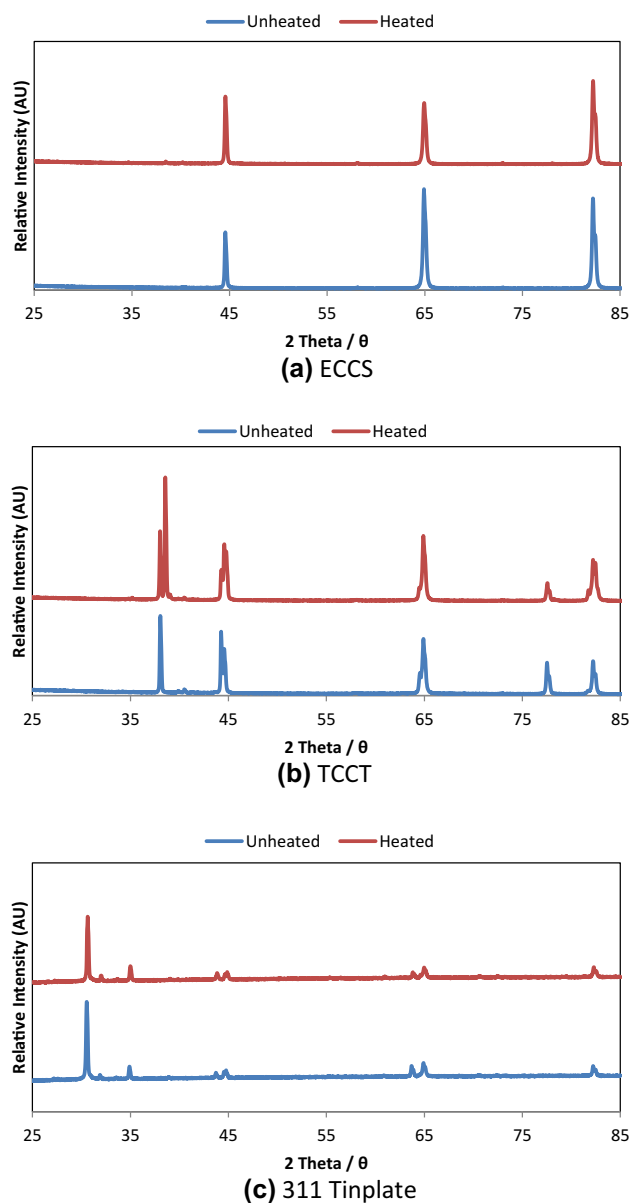 Unheated Heated
Relative Intensity (AU)
25 35 45 55 65 75 85
2 Theta / θ
(a) ECCS
Unheated Heated
Relative Intensity (AU)
25 35 45 55 65 75 85
2 Theta / θ
(b) TCCT
Unheated Heated
Relative Intensity (AU)
25 35 45 55 65 75 85
2 Theta / θ
(c) 311 Tinplate